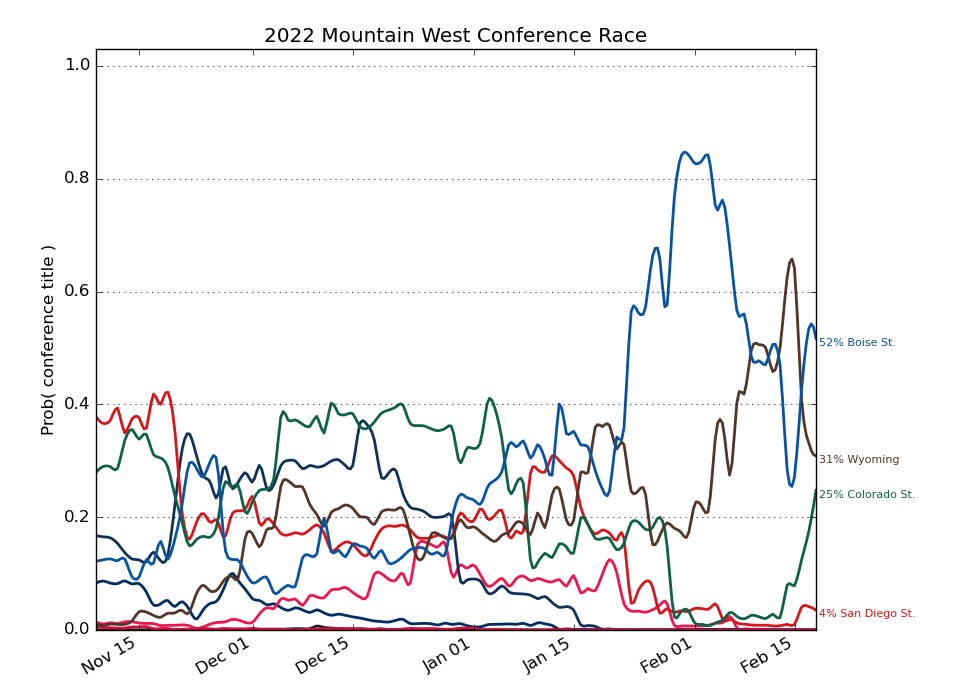 2022 Mountain West Conference Race
Prob( conference title )
1.0
0.8
0.6
0.4
0.2
0.0
Nov 15
Dec 01
Dec 15
Jan 01
Jan 15
Feb 01
Feb 15
52% Boise St.
31% Wyoming
25% Colorado St.
4% San Diego St.